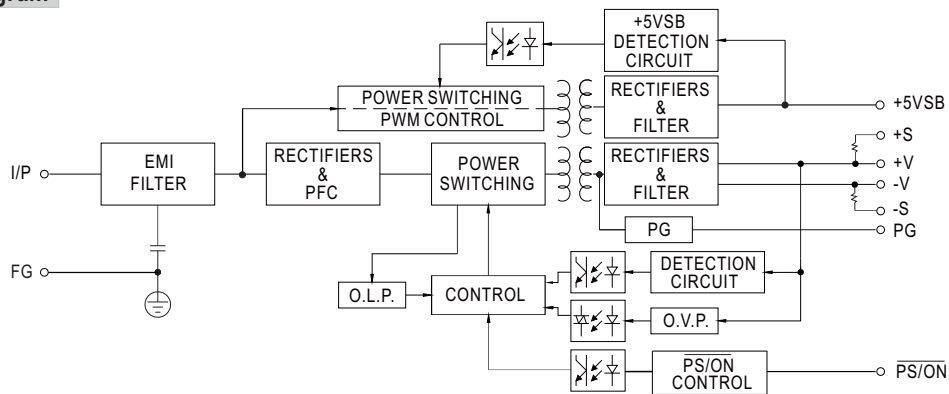 +5VSB
DETECTION
CIRCUIT
POWER SWITCHING
PWM CONTROL
RECTIFIERS
&
FILTER
+5VSB
I/P
EMI
FILTER
RECTIFIERS
&
PFC
POWER
SWITCHING
RECTIFIERS
&
FILTER
+S
+V
-V
-S
PG
PG
FG
O.L.P.
CONTROL
DETECTION
CIRCUIT
O.V.P.
PS/ON
CONTROL
PS/ON